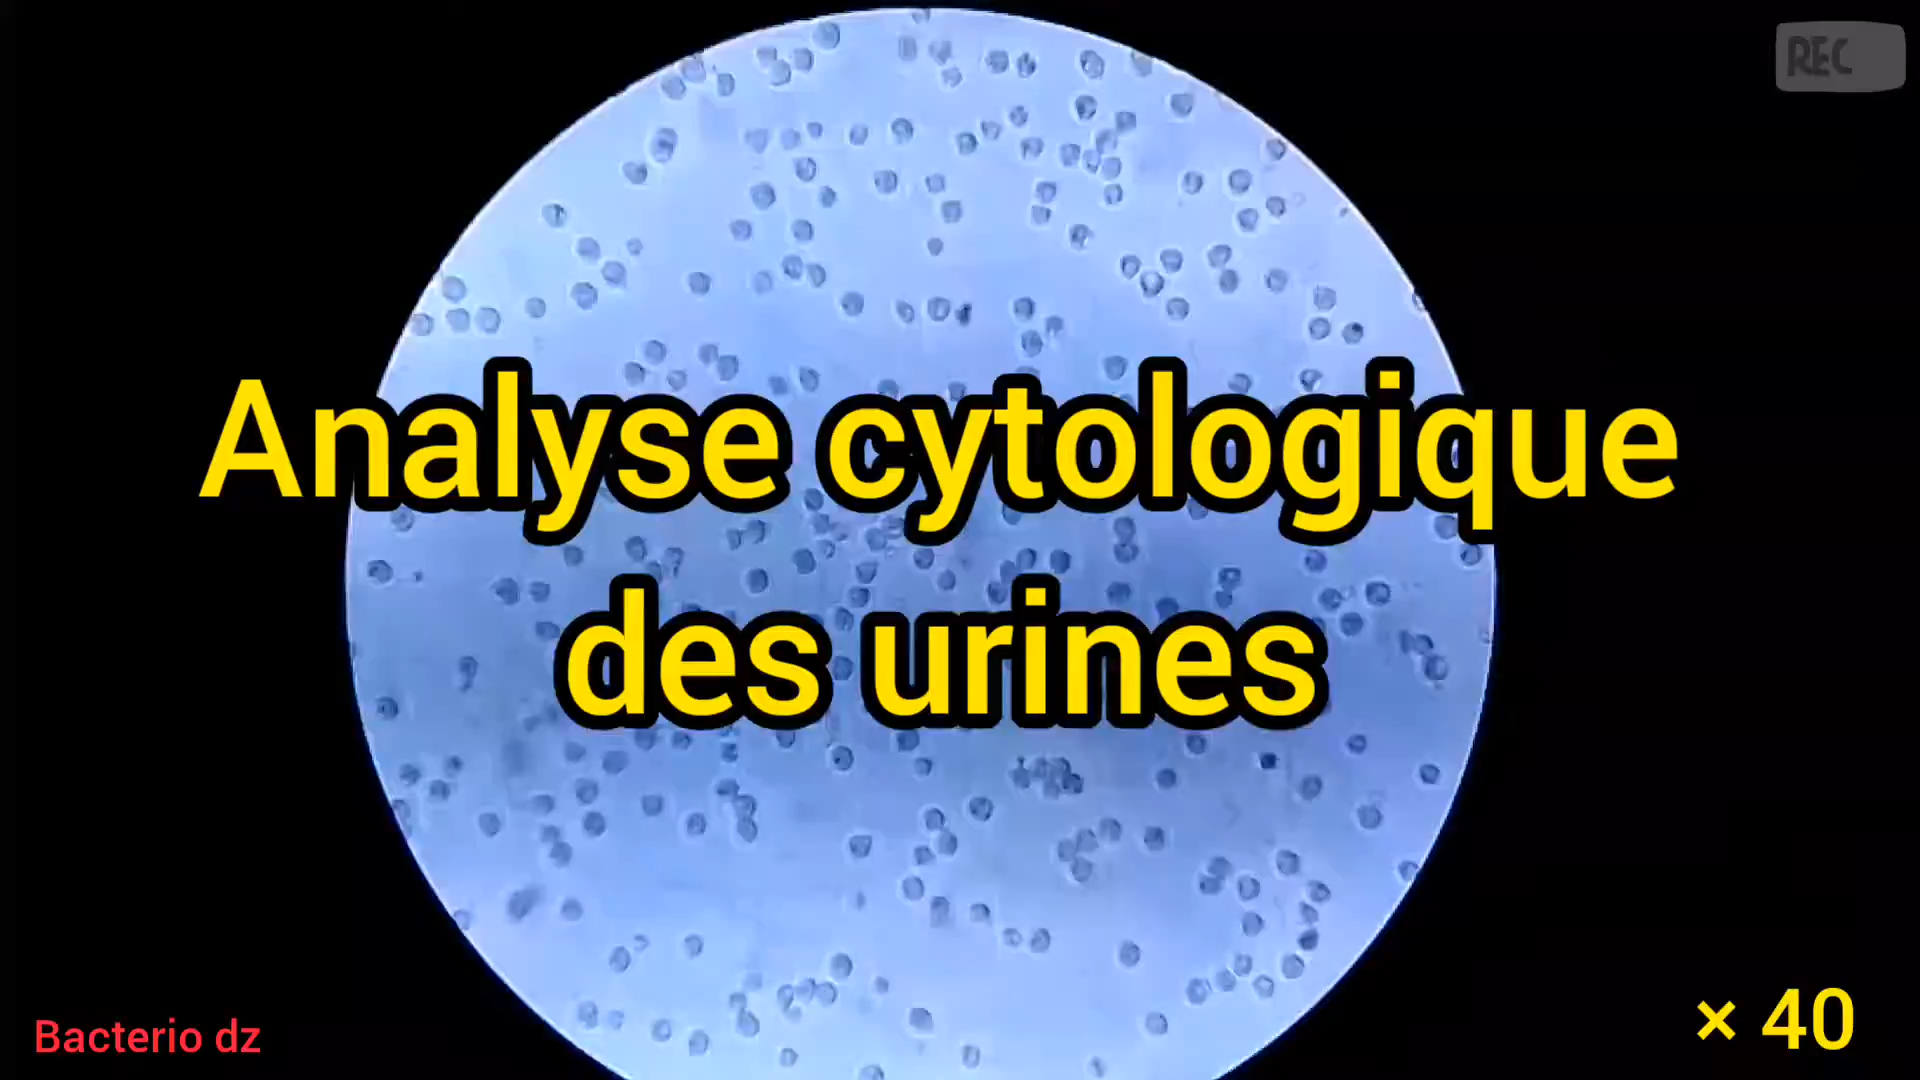 REC
Analyse cytologique
des urines
Bacterio dz
× 40